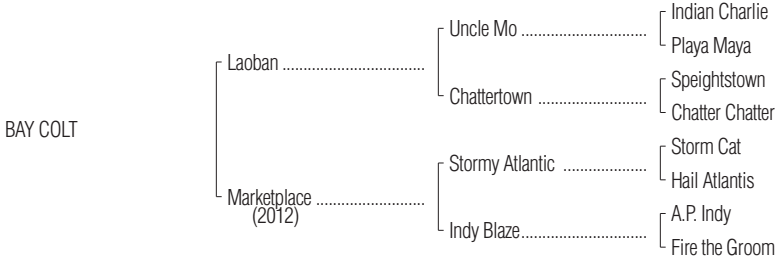 Indian Charlie
Uncle Mo ................................
Playa Maya
Laoban ....................................
Speightstown
Chattertown ...........................
Chatter Chatter
BAY COLT
Storm Cat
Stormy Atlantic .....................
Hail Atlantis
Marketplace ...........................
(2012)
A.P. Indy
Indy Blaze................................
Fire the Groom